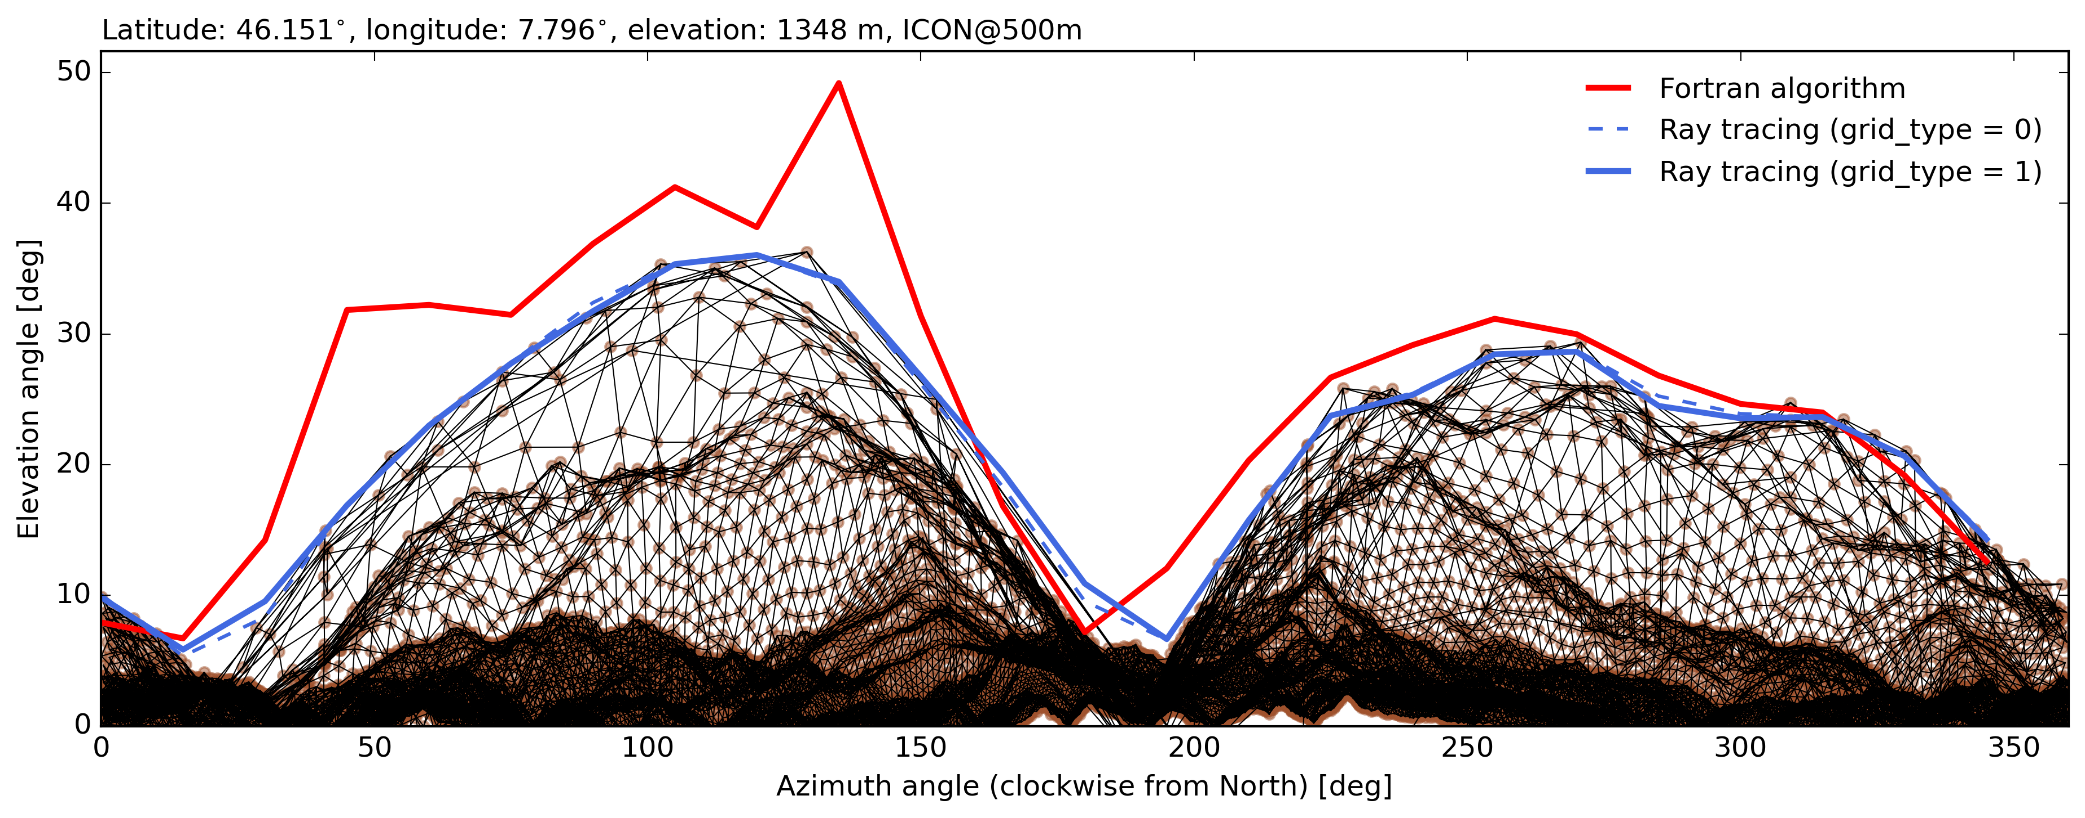 Latitude: 46.151°, longitude: 7.796°, elevation: 1348 m, ICON@500m
Fortran algorithm
Ray tracing (grid_type = 0)
Ray tracing (grid_type = 1)
Elevation angle [deg]
50
40
30
20
10
0
0 50 100 150 200 250 300 350
Azimuth angle (clockwise from North) [deg]